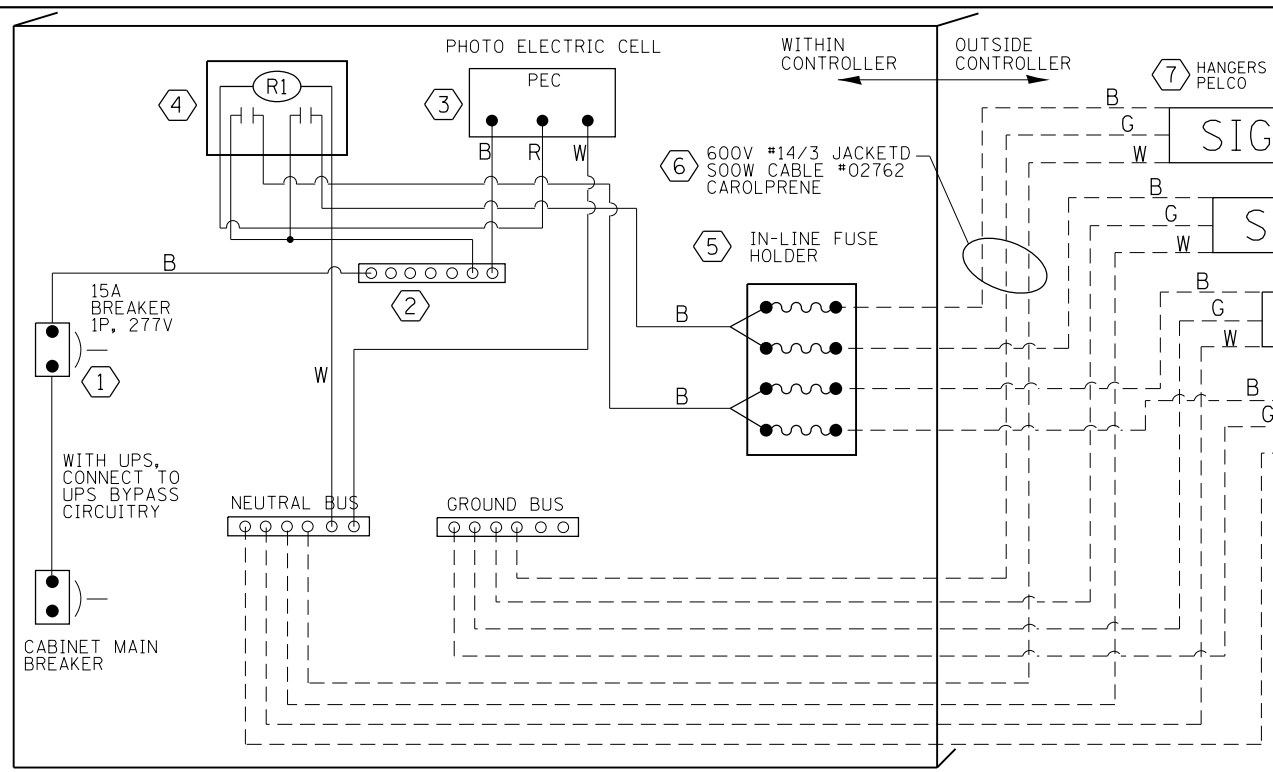 PHOTO ELECTRIC CELL
WITHIN
CONTROLLER
OUTSIDE
CONTROLLER
4
R1
3
PEC
B
R
W
7
HANGERS
PELCO
B
G
W
SIG
6
600V #14/3 JACKETD
SOOW CABLE #02762
CAROLPRENE
B
G
W
S
5
IN-LINE FUSE
HOLDER
B
15A
BREAKER
1P, 277V
2
1
B
B
G
W
W
B
B
G
WITH UPS,
CONNECT TO
UPS BYPASS
CIRCUITRY
NEUTRAL BUS
GROUND BUS
CABINET MAIN
BREAKER